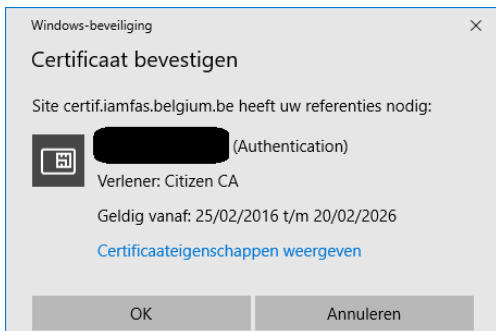 Windows-beveiliging
Certificaat bevestigen
Site certif.iamfas.belgium.be heeft uw referenties nodig:
(Authentication)
Verlener: Citizen CA
Geldig vanaf: 25/02/2016 t/m 20/02/2026
Certificaateigenschappen weergeven
OK
Annuleren